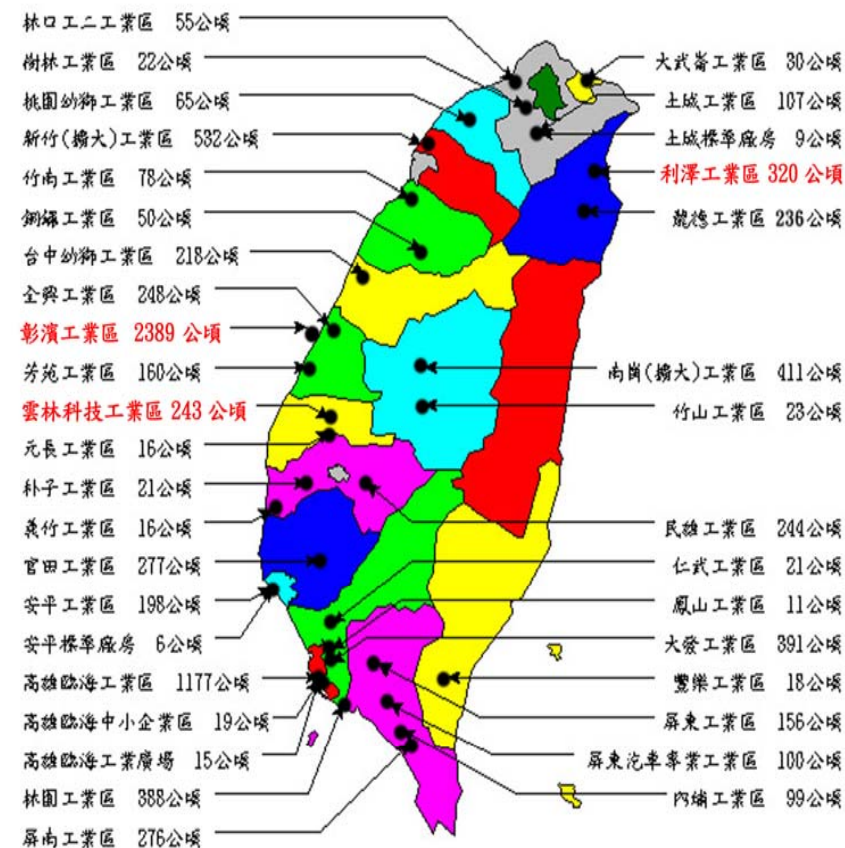 林口工二工業區 55公頃
樹林工業區 22公頃
桃園幼獅工業區 65公頃
新竹(擴大)工業區 532公頃
竹南工業區 78公頃
銅鑼工業區 50公頃
台中幼獅工業區 218公頃
全興工業區 248公頃
彰濱工業區 2389 公頃
芳苑工業區 160公頃
雲林科技工業區 243 公頃
元長工業區 16公頃
朴子工業區 21公頃
義竹工業區 16公頃
官田工業區 277公頃
安平工業區 198公頃
安平標準廠房 6公頃
高雄臨海工業區 1177公頃
高雄臨海中小企業區 19公頃
高雄臨海工業廣場 15公頃
林園工業區 388公頃
屏南工業區 276公頃
大武崙工業區 30公頃
土城工業區 107公頃
土城標準廠房 9公頃
利澤工業區 320 公頃
龍德工業區 236公頃
南崗(擴大)工業區 411公頃
竹山工業區 23公頃
民雄工業區 244公頃
仁武工業區 21公頃
鳳山工業區 11公頃
大發工業區 391公頃
豐樂工業區 18公頃
屏東工業區 156公頃
屏東汽車專業工業區 100公頃
內埔工業區 99公頃